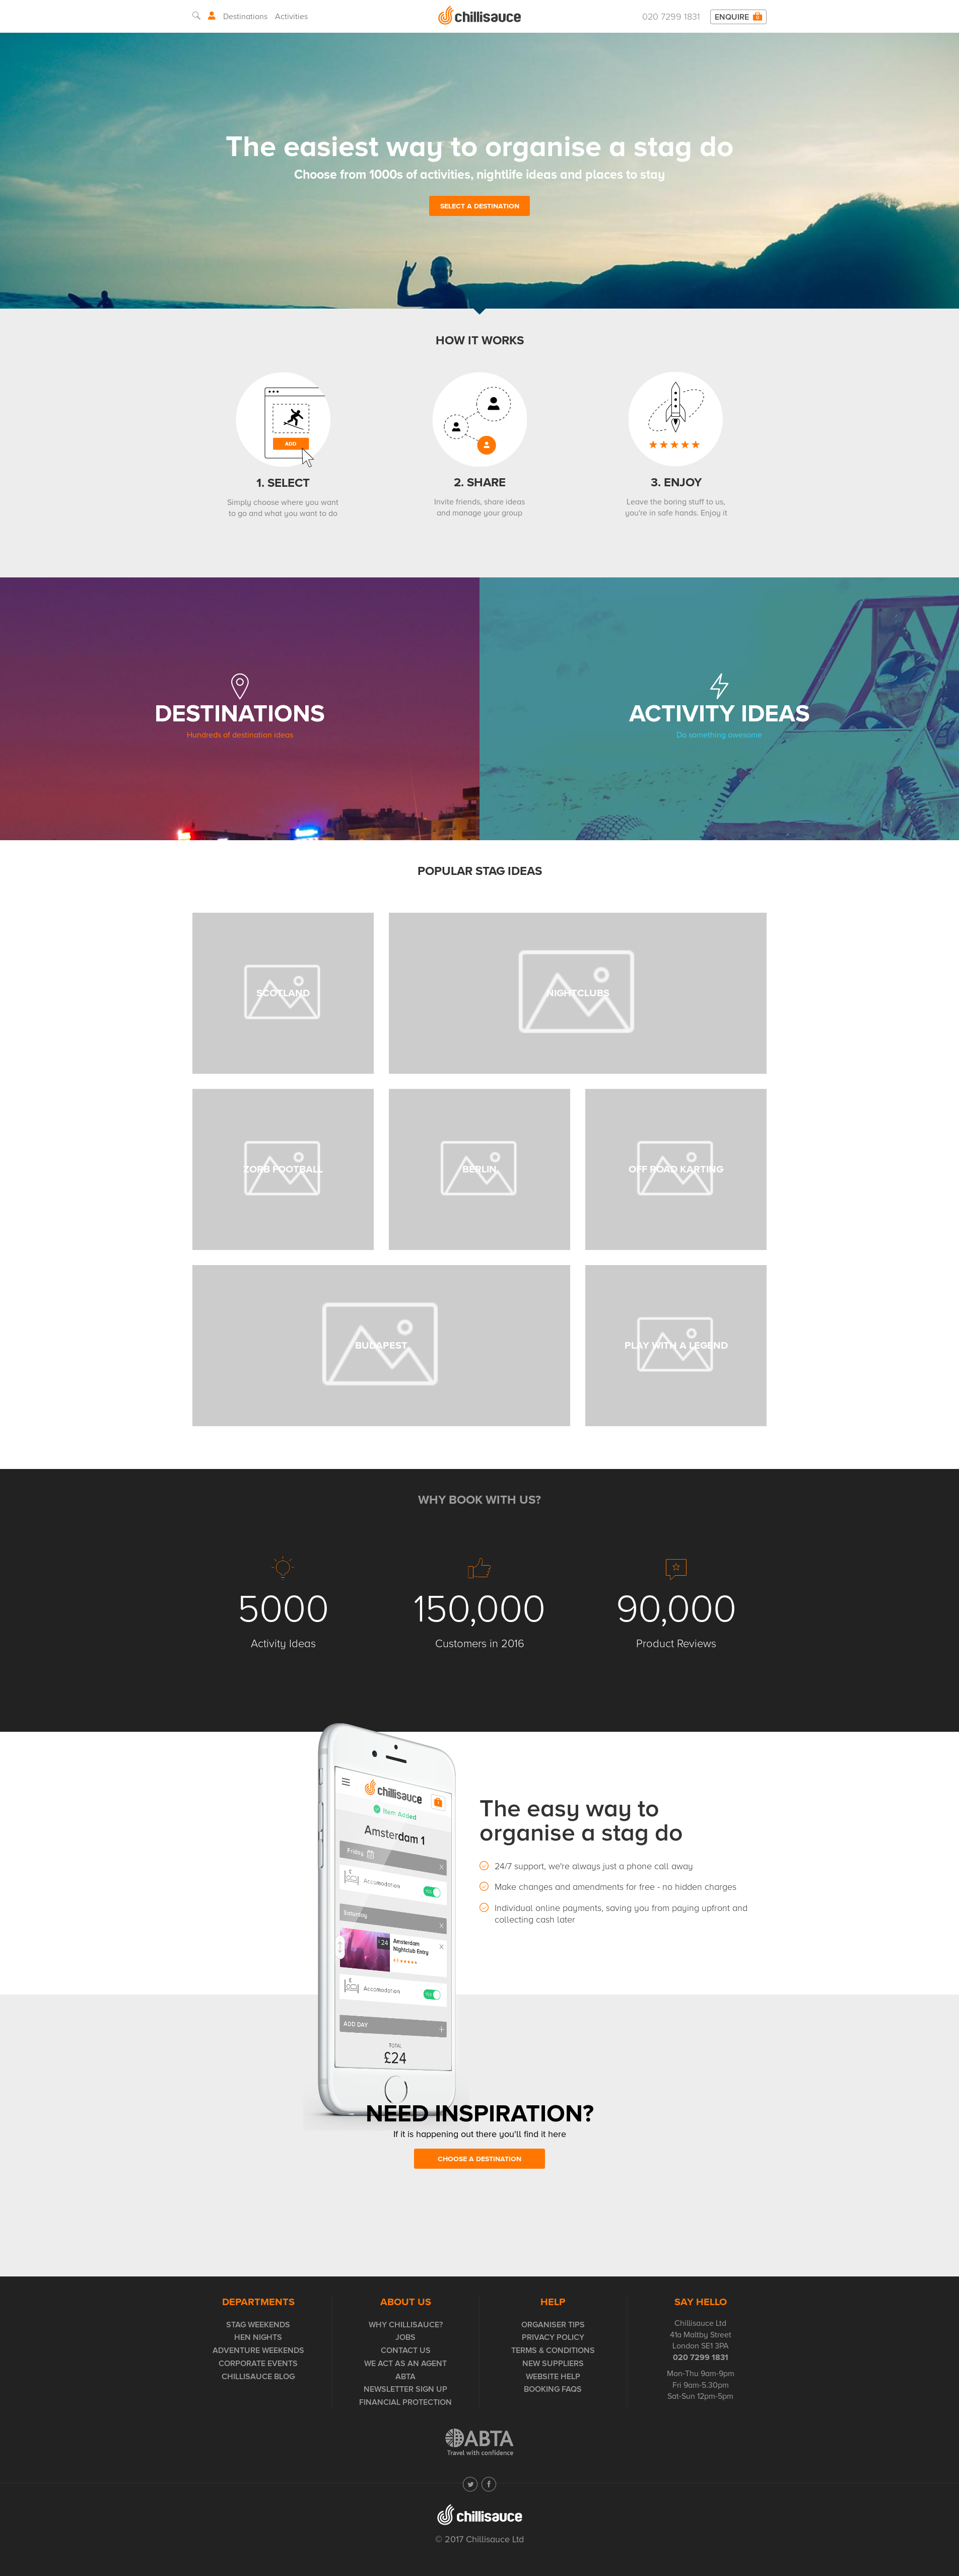 Destinations Activities
chillisauce
020 7299 1831
ENQUIRE
The easiest way to organise a stag do
Choose from 1000s of activities, nightlife ideas and places to stay
SELECT A DESTINATION
HOW IT WORKS
ADD
1. SELECT
Simply choose where you want
to go and what you want to do
2. SHARE
Invite friends, share ideas
and manage your group
3. ENJOY
Leave the boring stuff to us,
you're in safe hands. Enjoy it
DESTINATIONS
Hundreds of destination ideas
ACTIVITY IDEAS
Do something awesome
POPULAR STAG IDEAS
SCOTLAND
NIGHTCLUBS
ZORB FOOTBALL
BERLIN
OFF ROAD KARTING
BUDAPEST
PLAY WITH A LEGEND
WHY BOOK WITH US?
5000
Activity Ideas
150,000
Customers in 2016
90,000
Product Reviews
chillisauce
1
Item Added
Amsterdam 1
Friday
X
Accomodation
Saturday
X
24
Amsterdam
Nightclub Entry
X
4.5
Accomodation
ADD DAY
+
TOTAL
£24
The easy way to
organise a stag do
24/7 support, we're always just a phone call away
Make changes and amendments for free - no hidden charges
Individual online payments, saving you from paying upfront and
collecting cash later
NEED INSPIRATION?
If it is happening out there you'll find it here
CHOOSE A DESTINATION
DEPARTMENTS
STAG WEEKENDS
HEN NIGHTS
ADVENTURE WEEKENDS
CORPORATE EVENTS
CHILLISAUCE BLOG
ABOUT US
WHY CHILLISAUCE?
JOBS
CONTACT US
WE ACT AS AN AGENT
ABTA
NEWSLETTER SIGN UP
FINANCIAL PROTECTION
HELP
ORGANISER TIPS
PRIVACY POLICY
TERMS & CONDITIONS
NEW SUPPLIERS
WEBSITE HELP
BOOKING FAQS
SAY HELLO
Chillisauce Ltd
41a Maltby Street
London SE1 3PA
020 7299 1831
Mon-Thu 9am-9pm
Fri 9am-5.30pm
Sat-Sun 12pm-5pm
ABTA
Travel with confidence
chillisauce
© 2017 Chillisauce Ltd